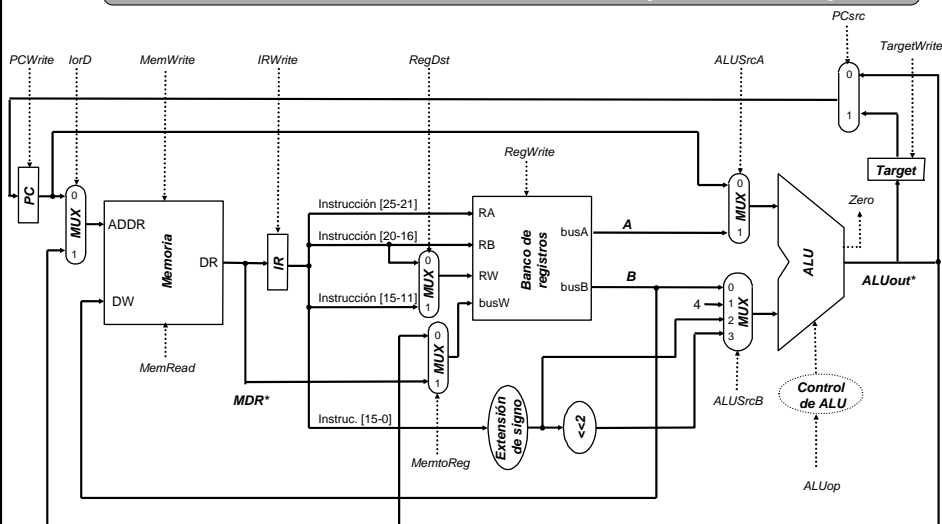 PCsrc
PCWrite
IorD
MemWrite
IRWrite
RegDst
ALUSrcA
TargetWrite
0
1
RegWrite
PC
0
MUX
1
ADDR
DW
Memoria
DR
MemRead
MDR*
IR
Instrucción [25-21]
Instrucción [20-16]
Instrucción [15-11]
Instruc. [15-0]
0
MUX
1
0
MUX
1
MemtoReg
RA
RB
RW
busW
Banco de
registros
busA
busB
A
B
Extensión
de signo
<<2
0
MUX
1
4
0
1
2
3
MUX
ALUSrcB
ALU
Zero
Target
ALUout*
Control
de ALU
ALUop